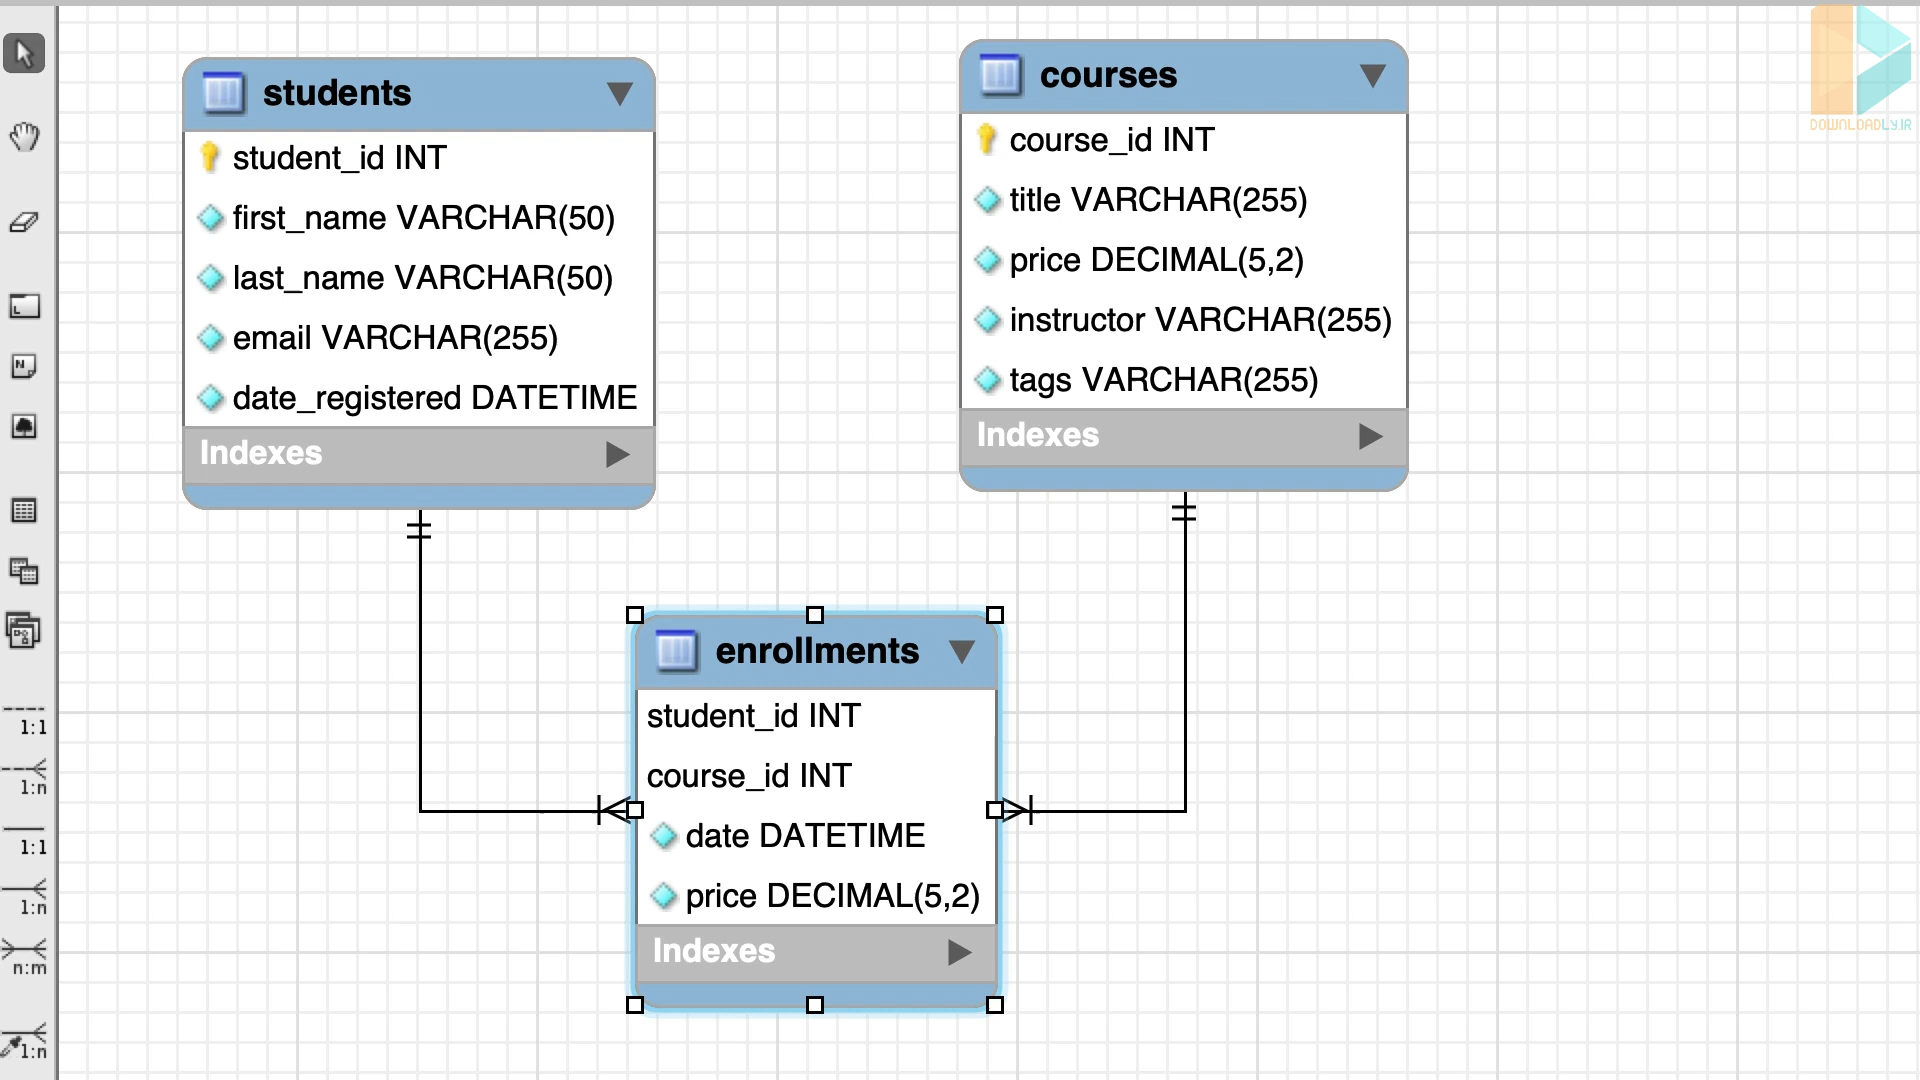 students
student_id INT
first_name VARCHAR(50)
last_name VARCHAR(50)
email VARCHAR(255)
date_registered DATETIME
Indexes
courses
course_id INT
title VARCHAR(255)
price DECIMAL(5,2)
instructor VARCHAR(255)
tags VARCHAR(255)
Indexes
enrollments
student_id INT
course_id INT
date DATETIME
price DECIMAL(5,2)
Indexes
1:1
1:n
1:1
1:n
n:m
1:n
DOWNLOADLY.IR